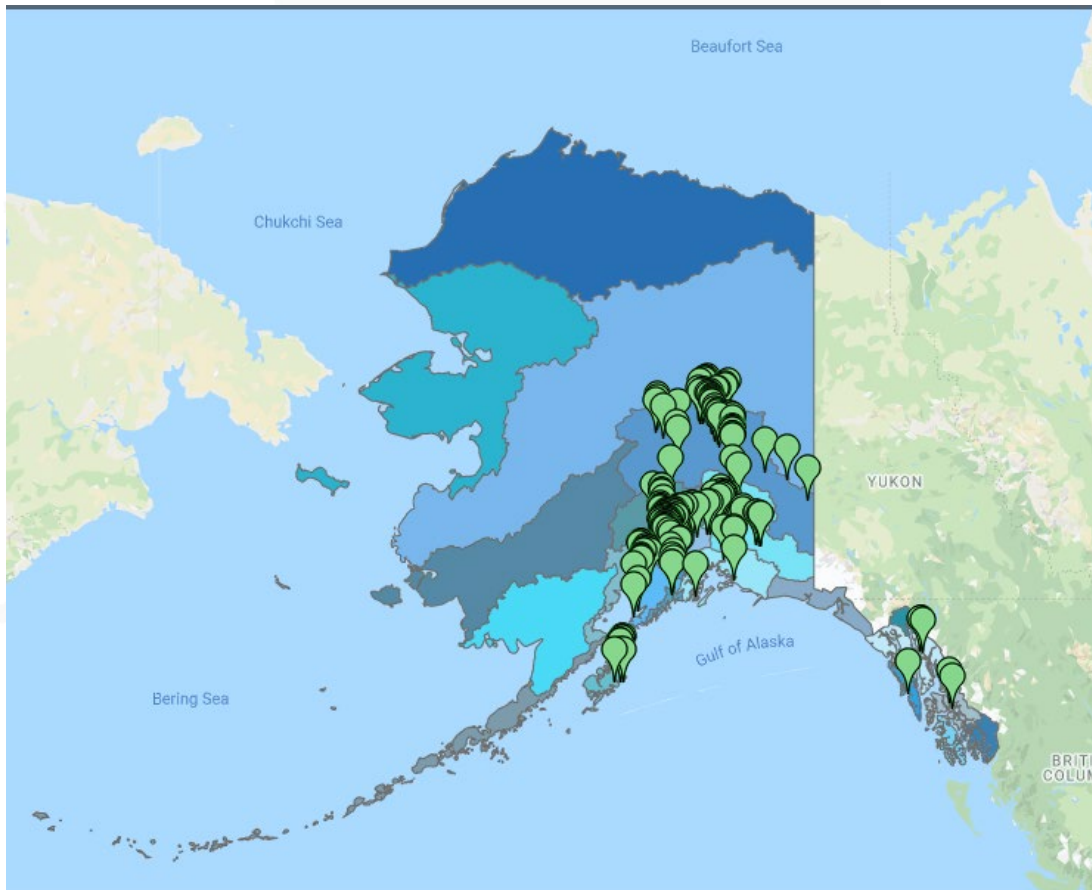 Beaufort Sea
Chukchi Sea
YUKON
Gulf of Alaska
Bering Sea
BRITI
COLUM